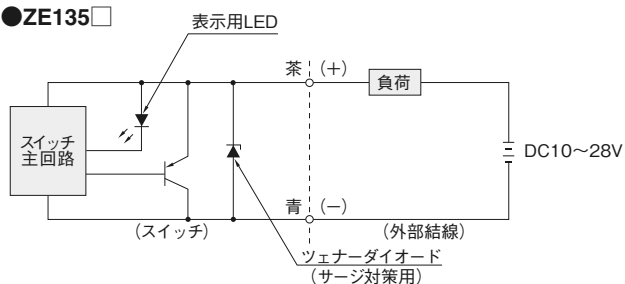 ●ZE135□
表示用LED
茶 (+)
負荷
スイッチ
主回路
DC10〜28V
青 (−)
(スイッチ)
(外部結線)
ツェナーダイオード
(サージ対策用)